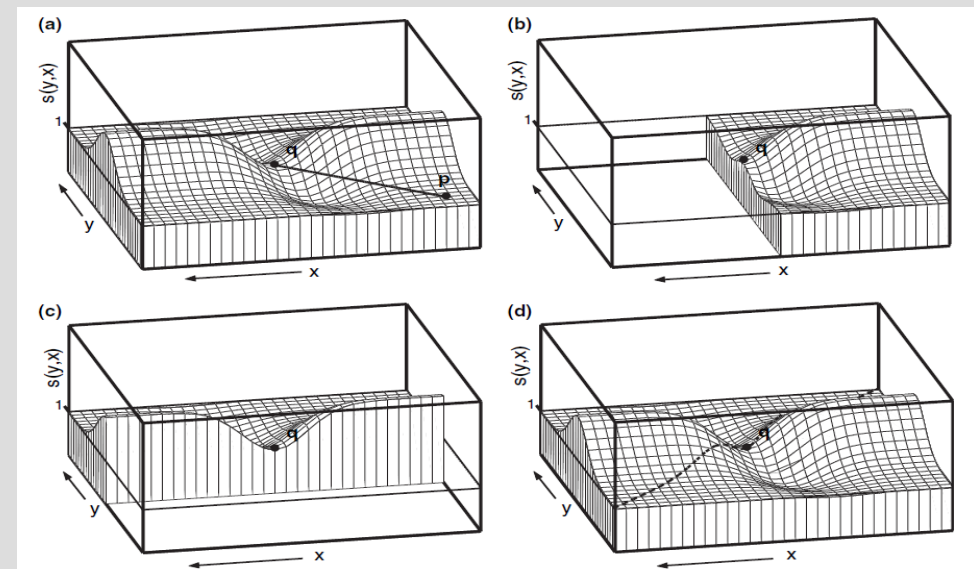 (a)
s(y,x)
1
q
p
y
x
(b)
s(y,x)
1
q
y
x
(c)
s(y,x)
1
q
y
x
(d)
s(y,x)
1
q
y
x